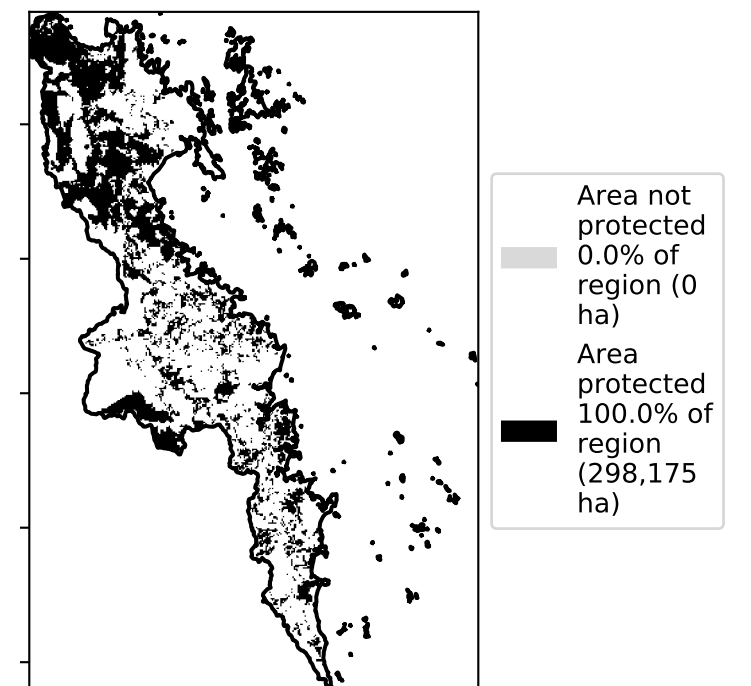 Area not
protected
0.0% of
region (0
ha)
Area
protected
100.0% of
region
(298,175
ha)